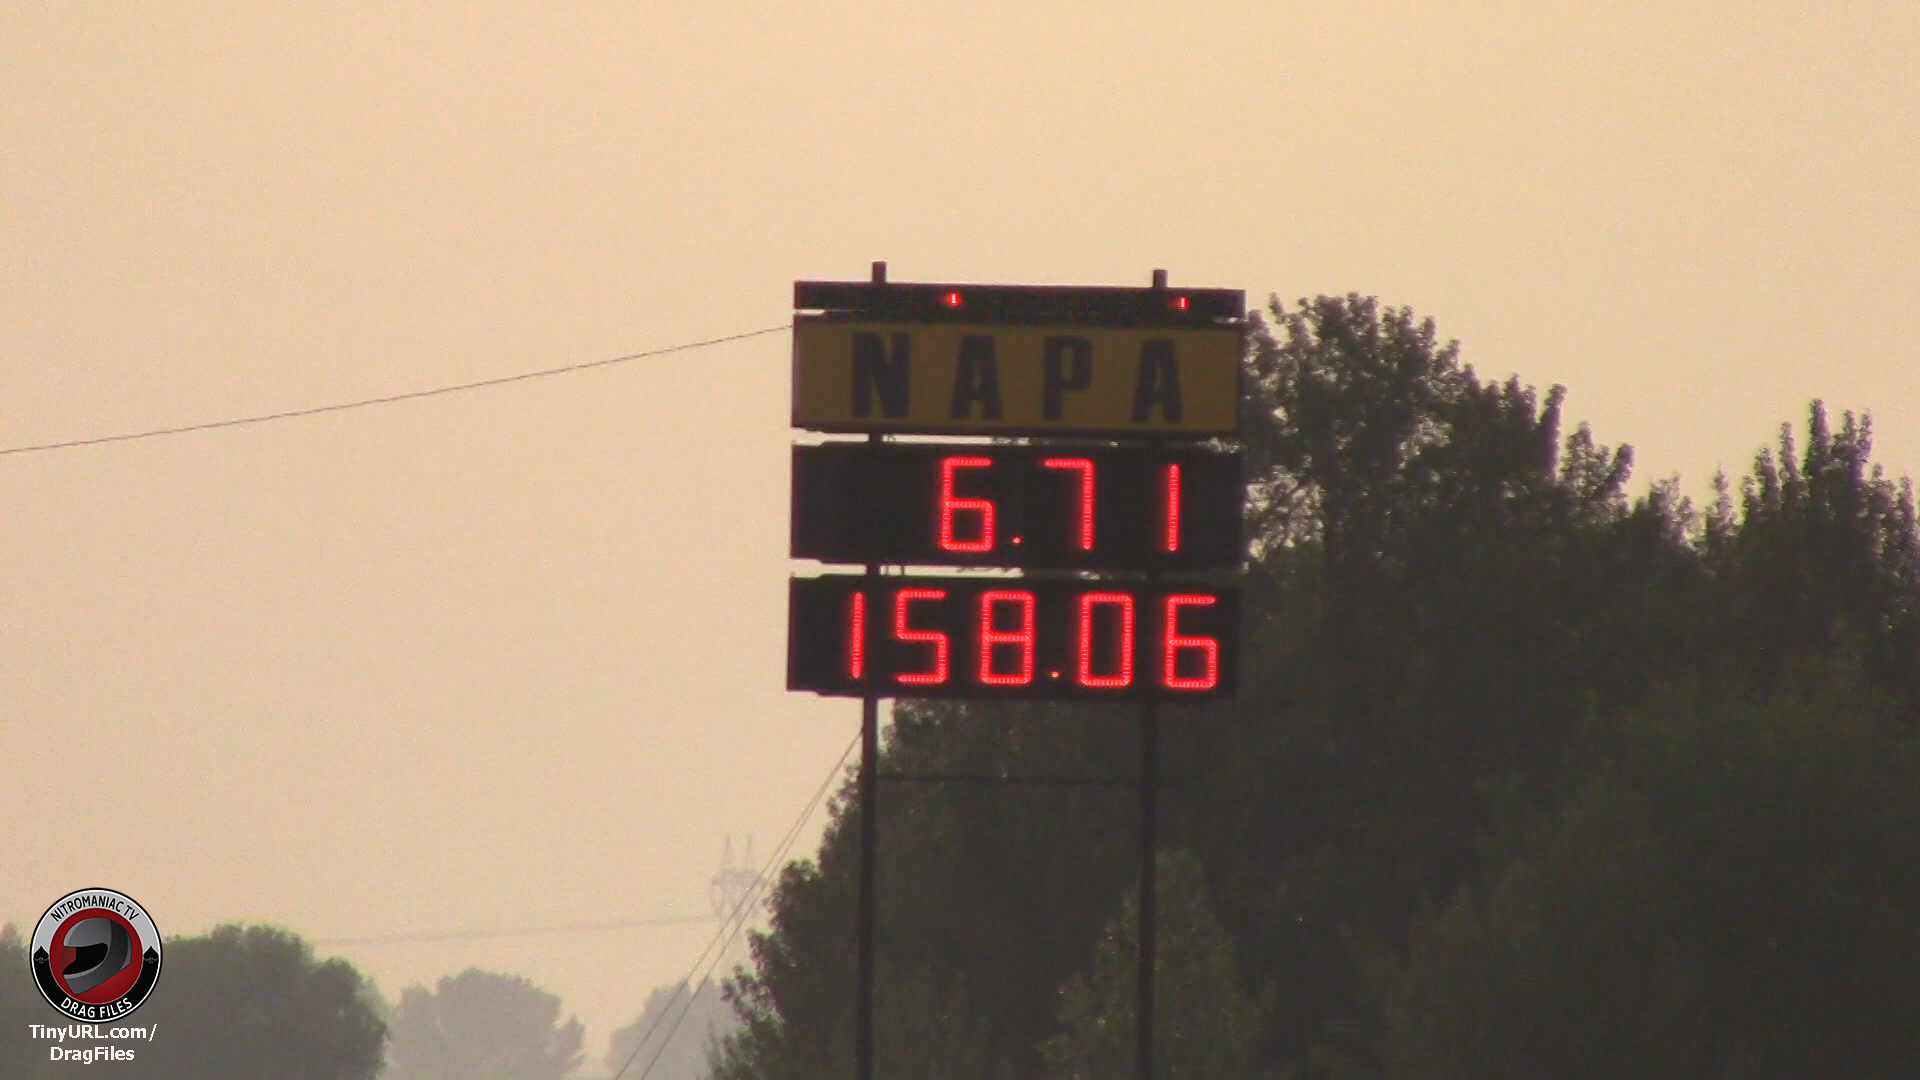 NAPA
6.71
158.06
NITROMANIAC TV
DRAG FILES
TinyURL.com/
DragFiles